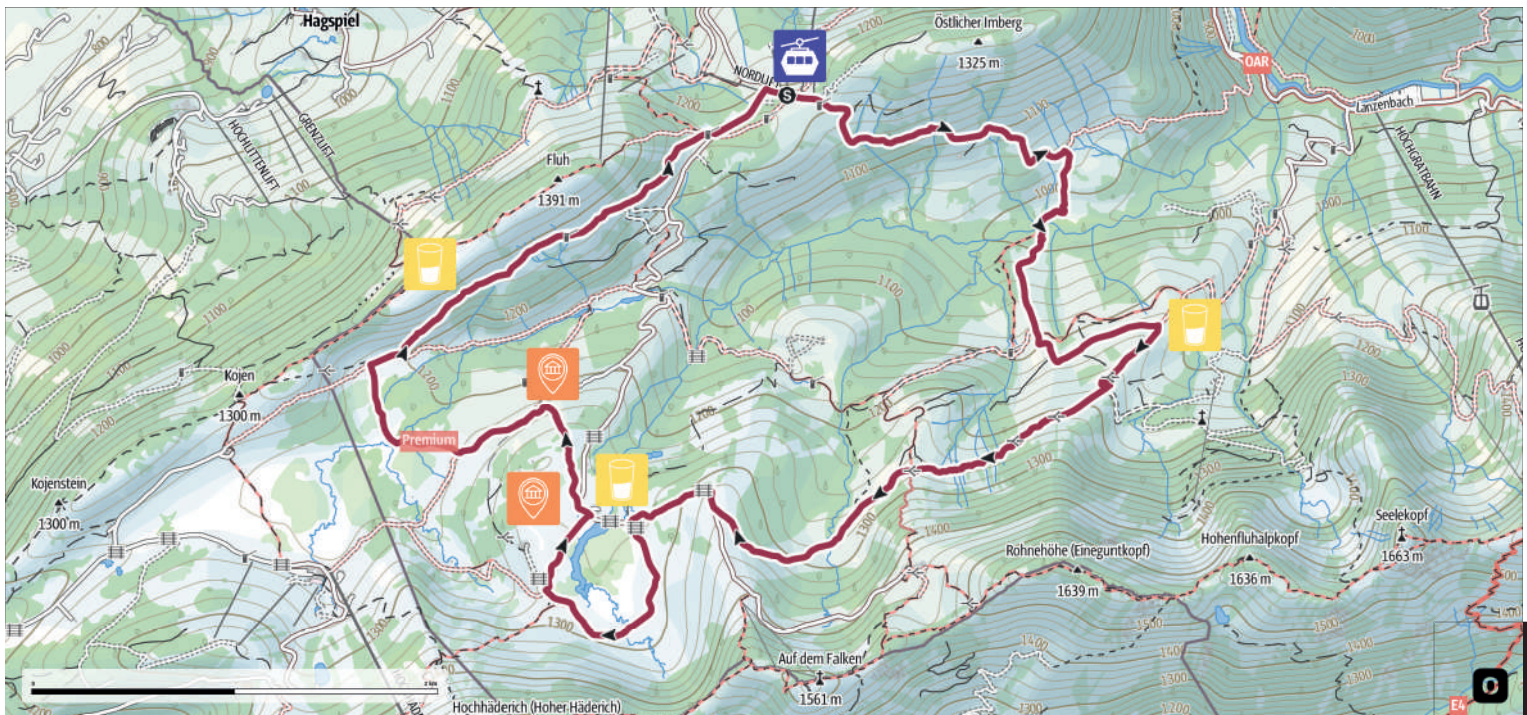 Hagspiel
Östlicher Imberg
1325 m
NORDLIFT
S
OAR
Lanzenbach
HOCHGRATBAHN
HOCHLITTENLIFT
GRENZLIFT
Fluh
1391 m
Kojen
1300 m
Premium
Kojenstein
1300 m
Seelekopf
1663 m
Hohenfluhalpkopf
1636 m
Rohnehöhe (Eineguntkopf)
1639 m
Auf dem Falken
1561 m
Hochhäderich (Hoher Häderich)
E4
800
900
1000
1100
1200
1300
1400
1500